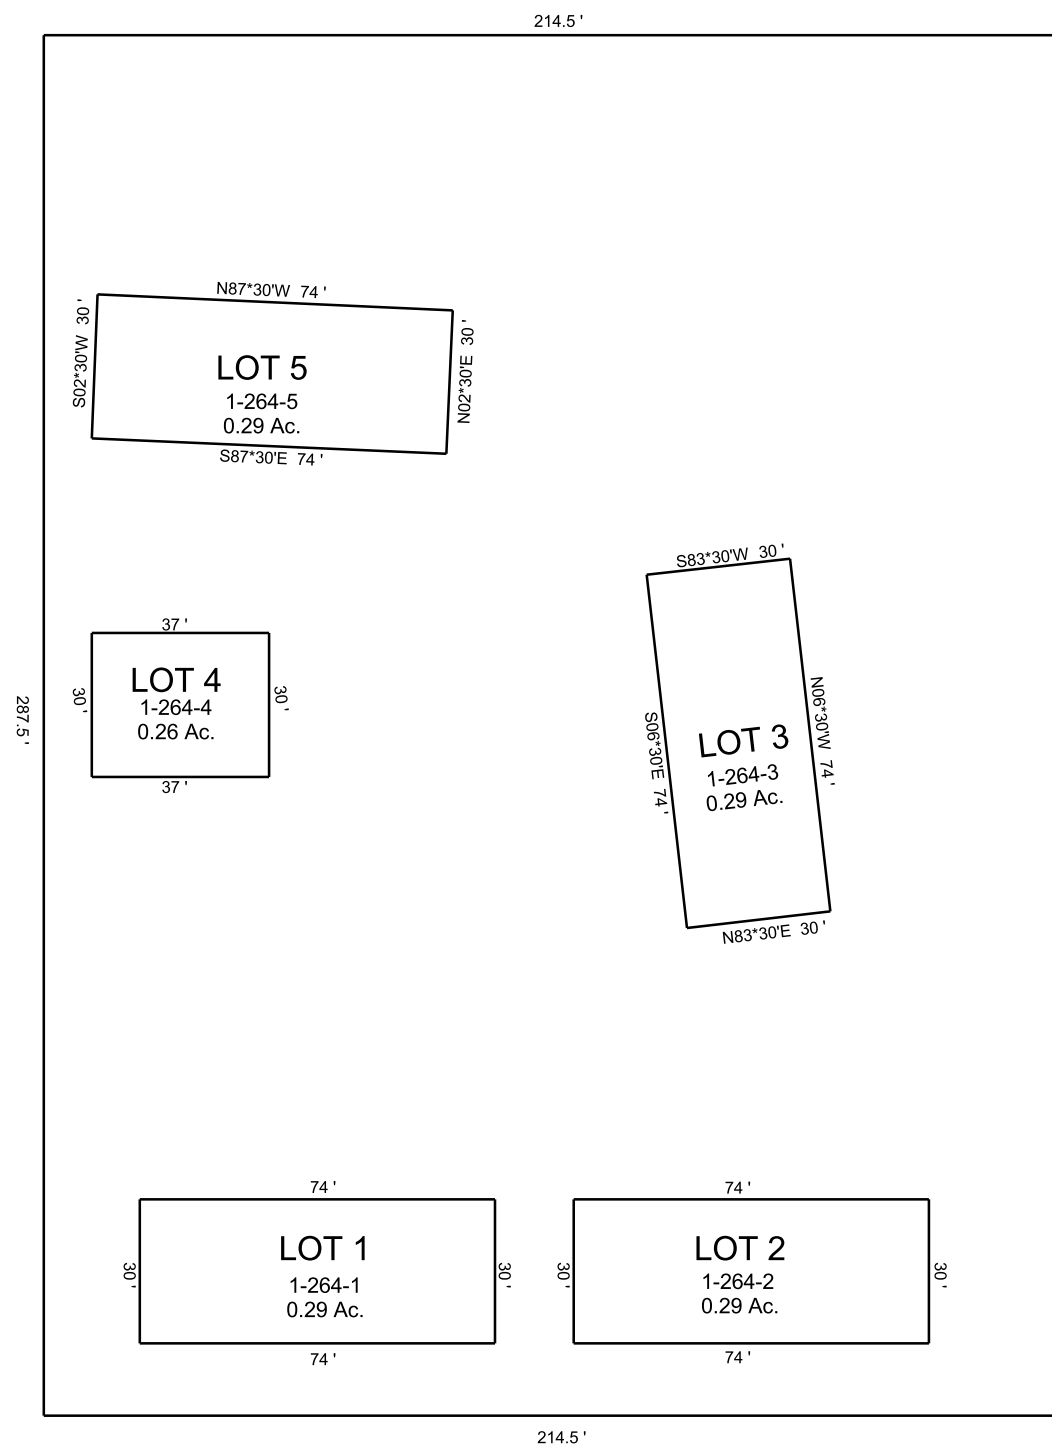 214.5 '
N87*30'W 74 '
S02*30'W 30 '
N02*30'E 30 '
LOT 5
1-264-5
0.29 Ac.
S87*30'E 74 '
S83*30'W 30 '
37 '
30 '
30 '
LOT 4
1-264-4
0.26 Ac.
37 '
287.5 '
S06*30'E 74 '
N06*30'W 74 '
LOT 3
1-264-3
0.29 Ac.
N83*30'E 30 '
74 '
30 '
LOT 1
1-264-1
0.29 Ac.
30 '
74 '
74 '
30 '
LOT 2
1-264-2
0.29 Ac.
30 '
74 '
214.5 '